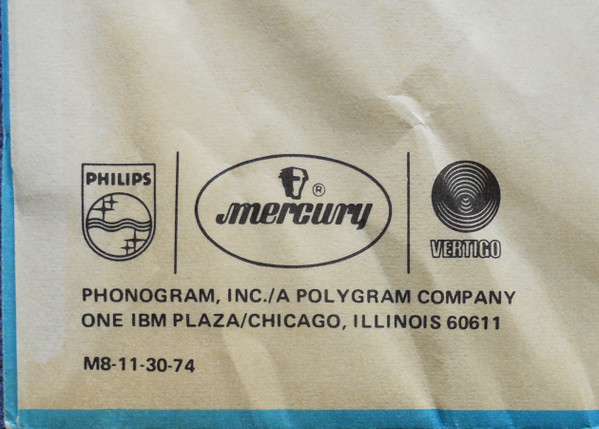 PHILIPS
mercury ®
VERTIGO
PHONOGRAM, INC./A POLYGRAM COMPANY
ONE IBM PLAZA/CHICAGO, ILLINOIS 60611
M8-11-30-74